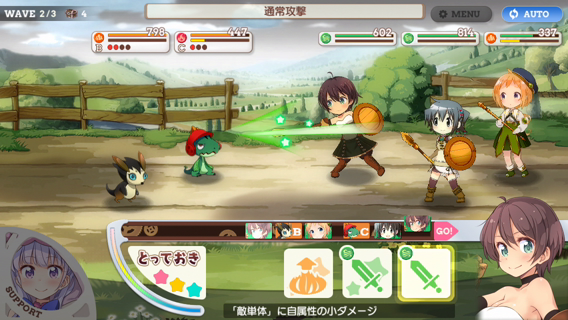 WAVE 2/3 4
通常攻撃
MENU
AUTO
798
B
447
C
602
814
337
B
C
GO!
とっておき
SUPPORT
「敵単体」に自属性の小ダメージ